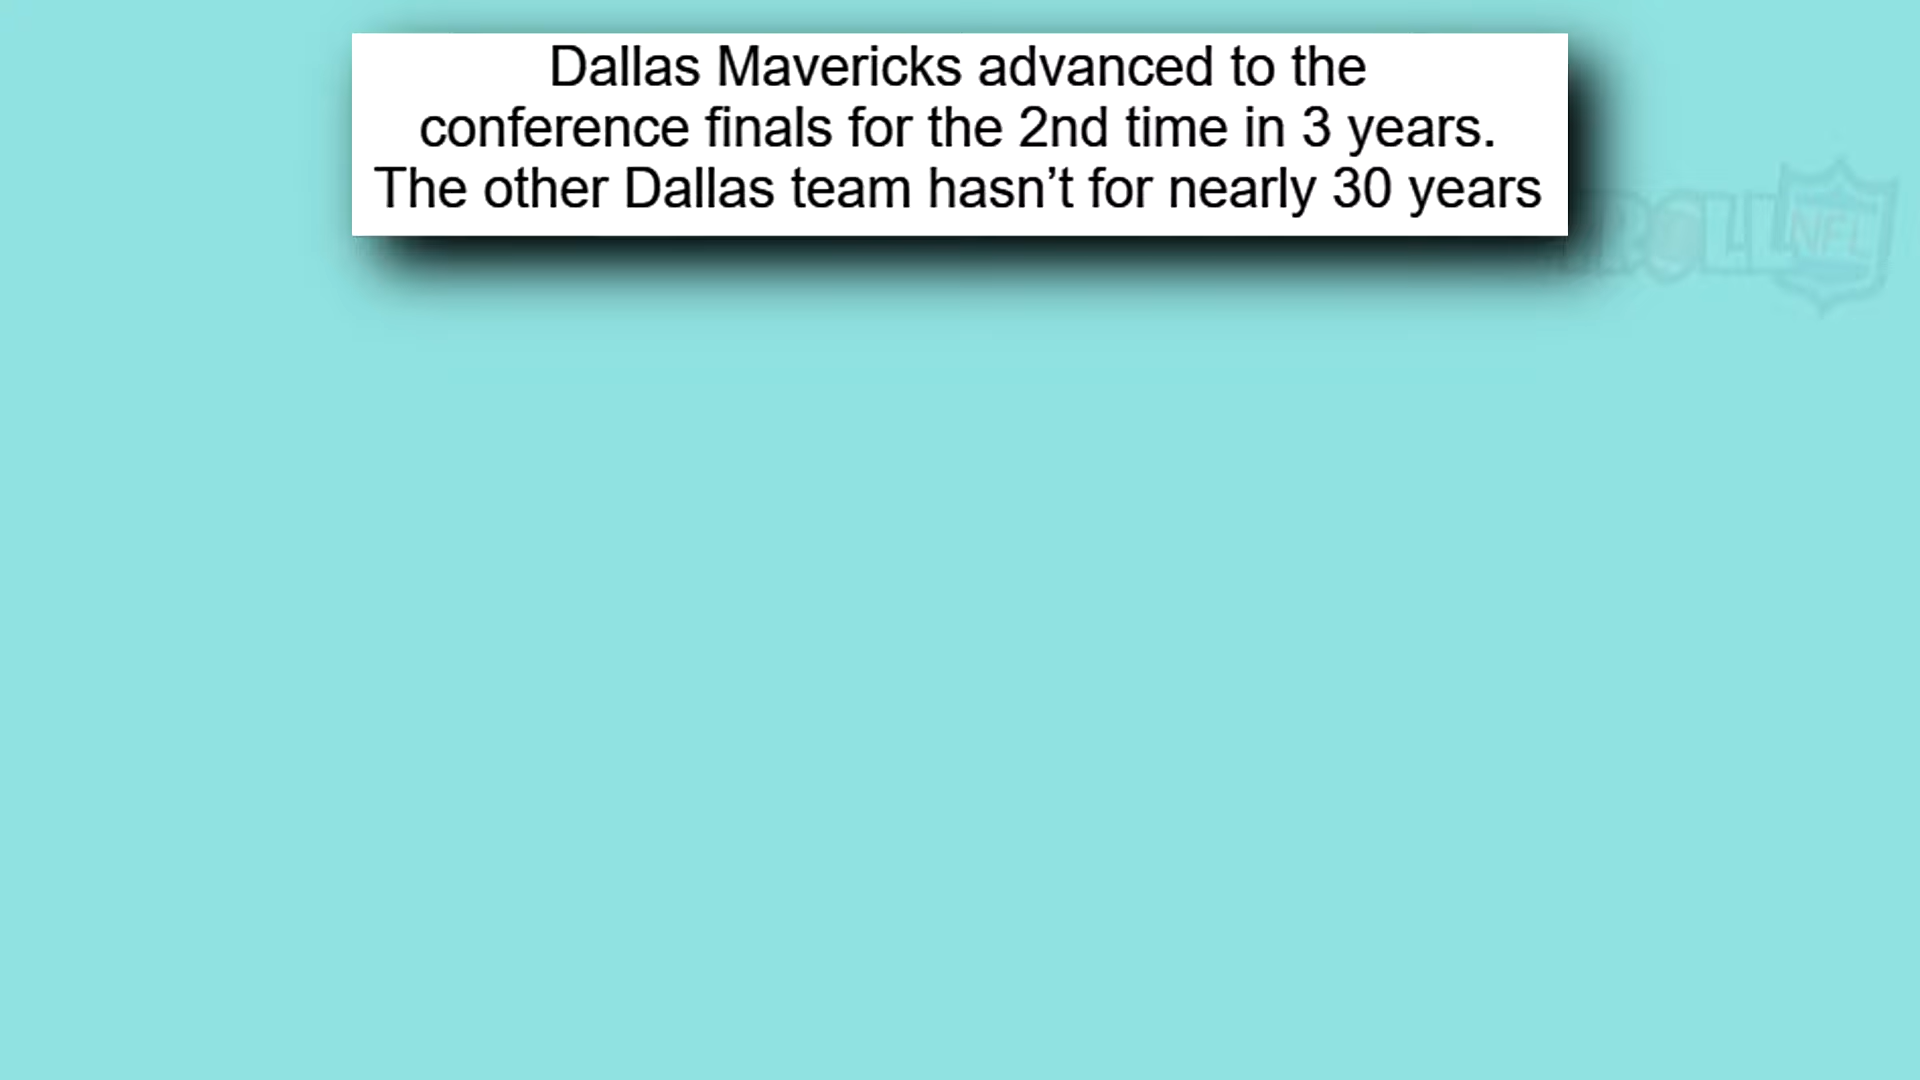 Dallas Mavericks advanced to the
conference finals for the 2nd time in 3 years.
The other Dallas team hasn’t for nearly 30 years
NFL